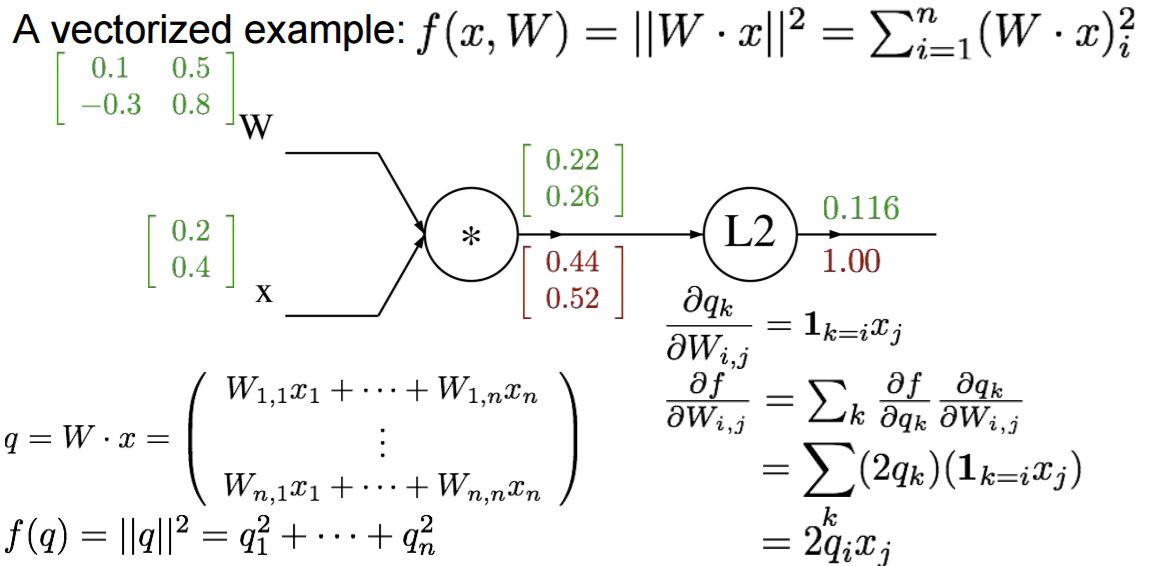 A vectorized example: f(x, W) = ||W · x||² = ∑ⁿᵢ₌₁(W · x)²ᵢ
[ 0.1 0.5
−0.3 0.8 ]
W
[ 0.22
0.26 ]
[ 0.2
0.4 ]
x
*
L2
0.116
1.00
[ 0.44
0.52 ]
∂qₖ / ∂Wᵢ,ⱼ = 1ₖ₌ᵢxⱼ
∂f / ∂Wᵢ,ⱼ = ∑ₖ ∂f / ∂qₖ ∂qₖ / ∂Wᵢ,ⱼ
= ∑ₖ (2qₖ)(1ₖ₌ᵢxⱼ)
= 2qᵢxⱼ
q = W · x = ( W₁,₁x₁ + ⋯ + W₁,ₙxₙ
⋮
Wₙ,₁x₁ + ⋯ + Wₙ,ₙxₙ )
f(q) = ||q||² = q₁² + ⋯ + qₙ²